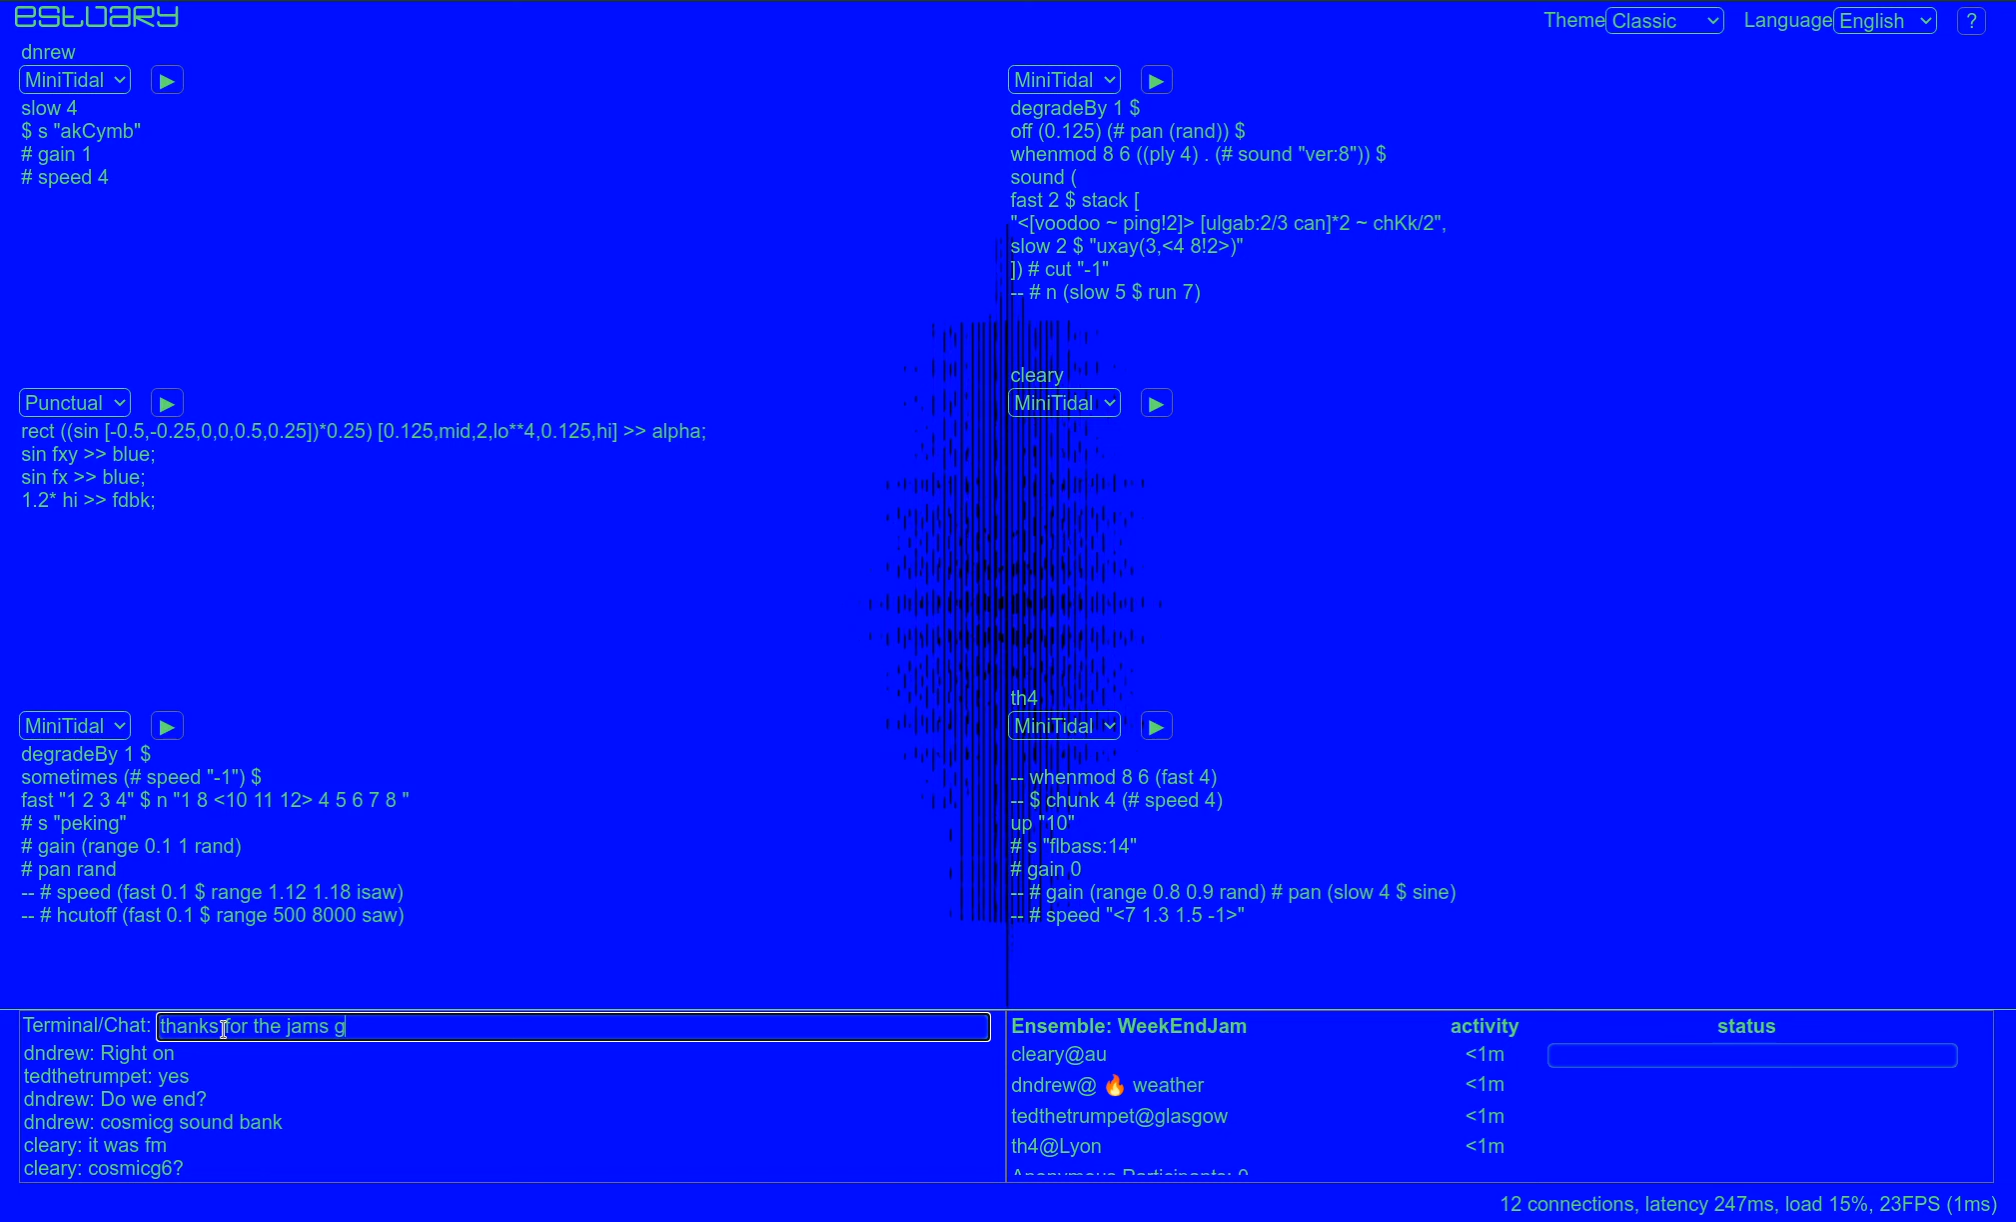 estuary
Theme Classic Language English ?
dnrew
MiniTidal
slow 4
$ s "akCymb"
# gain 1
# speed 4
MiniTidal
degradeBy 1 $
off (0.125) (# pan (rand)) $
whenmod 8 6 ((ply 4) . (# sound "ver:8")) $
sound (
fast 2 $ stack [
"<[voodoo ~ ping!2]> [ulgab:2/3 can]*2 ~ chKk/2",
slow 2 $ "uxay(3,<4 8!2>)"
]) # cut "-1"
-- # n (slow 5 $ run 7)
Punctual
rect ((sin [-0.5,-0.25,0,0,0.5,0.25])*0.25) [0.125,mid,2,lo**4,0.125,hi] >> alpha;
sin fxy >> blue;
sin fx >> blue;
1.2* hi >> fdbk;
cleary
MiniTidal
MiniTidal
degradeBy 1 $
sometimes (# speed "-1") $
fast "1 2 3 4" $ n "1 8 <10 11 12> 4 5 6 7 8 "
# s "peking"
# gain (range 0.1 1 rand)
# pan rand
-- # speed (fast 0.1 $ range 1.12 1.18 isaw)
-- # hcutoff (fast 0.1 $ range 500 8000 saw)
th4
MiniTidal
-- whenmod 8 6 (fast 4)
-- $ chunk 4 (# speed 4)
up "10"
# s "flbass:14"
# gain 0
-- # gain (range 0.8 0.9 rand) # pan (slow 4 $ sine)
-- # speed "<7 1.3 1.5 -1>"
Terminal/Chat: thanks for the jams g
dndrew: Right on
tedthetrumpet: yes
dndrew: Do we end?
dndrew: cosmicg sound bank
cleary: it was fm
cleary: cosmicg6?
Ensemble: WeekEndJam activity status
cleary@au <1m
dndrew@ 🔥 weather <1m
tedthetrumpet@glasgow <1m
th4@Lyon <1m
Anonymous Participants: 0
12 connections, latency 247ms, load 15%, 23FPS (1ms)